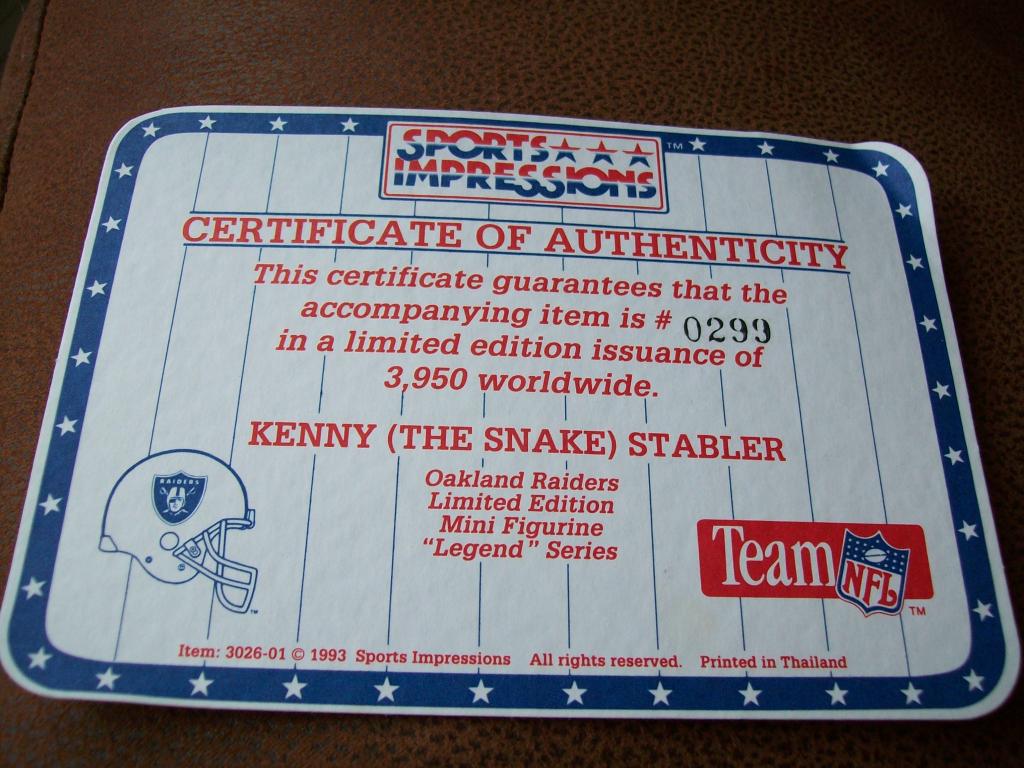 SPORTS
IMPRESSIONS TM
CERTIFICATE OF AUTHENTICITY
This certificate guarantees that the
accompanying item is # 0299
in a limited edition issuance of
3,950 worldwide.
KENNY (THE SNAKE) STABLER
Oakland Raiders
Limited Edition
Mini Figurine
"Legend" Series
RAIDERS
TM
Team NFL TM
Item: 3026-01 © 1993 Sports Impressions All rights reserved. Printed in Thailand